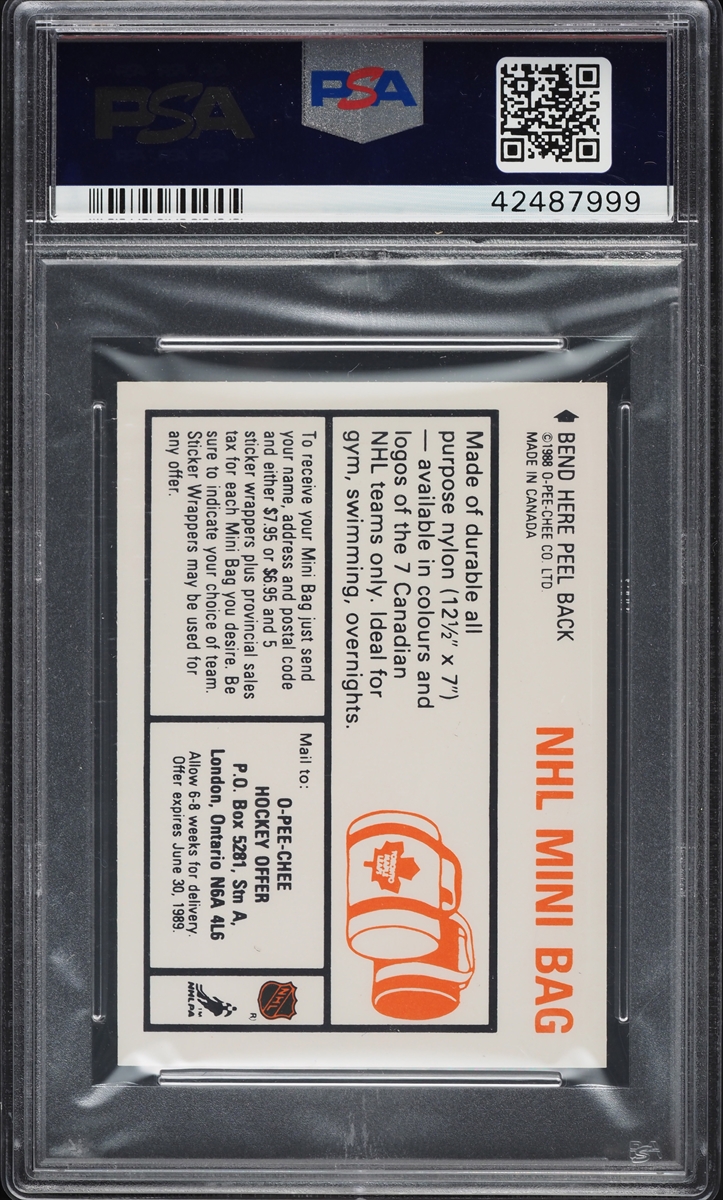 PSA
PSA
42487999
BEND HERE PEEL BACK
©1988 O-PEE-CHEE CO. LTD.
MADE IN CANADA
NHL MINI BAG
Made of durable all
purpose nylon (12½" x 7")
— available in colours and
logos of the 7 Canadian
NHL teams only. Ideal for
gym, swimming, overnights.
TORONTO
MAPLE
LEAFS
To receive your Mini Bag just send
your name, address and postal code
and either $7.95 or $6.95 and 5
sticker wrappers plus provincial sales
tax for each Mini Bag you desire. Be
sure to indicate your choice of team.
Sticker Wrappers may be used for
any offer.
Mail to:
O-PEE-CHEE
HOCKEY OFFER
P.O. Box 5281, Stn A,
London, Ontario N6A 4L6
Allow 6-8 weeks for delivery.
Offer expires June 30, 1989.
NHL
R)
TM
NHLPA